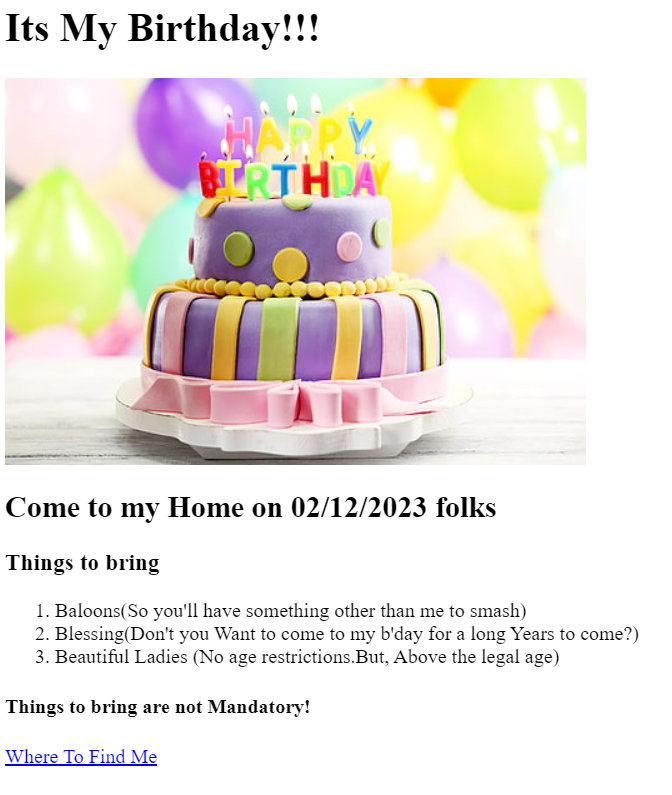 Its My Birthday!!!
HAPPY
BIRTHDAY
Come to my Home on 02/12/2023 folks
Things to bring
1. Baloons(So you'll have something other than me to smash)
2. Blessing(Don't you Want to come to my b'day for a long Years to come?)
3. Beautiful Ladies (No age restrictions.But, Above the legal age)
Things to bring are not Mandatory!
Where To Find Me